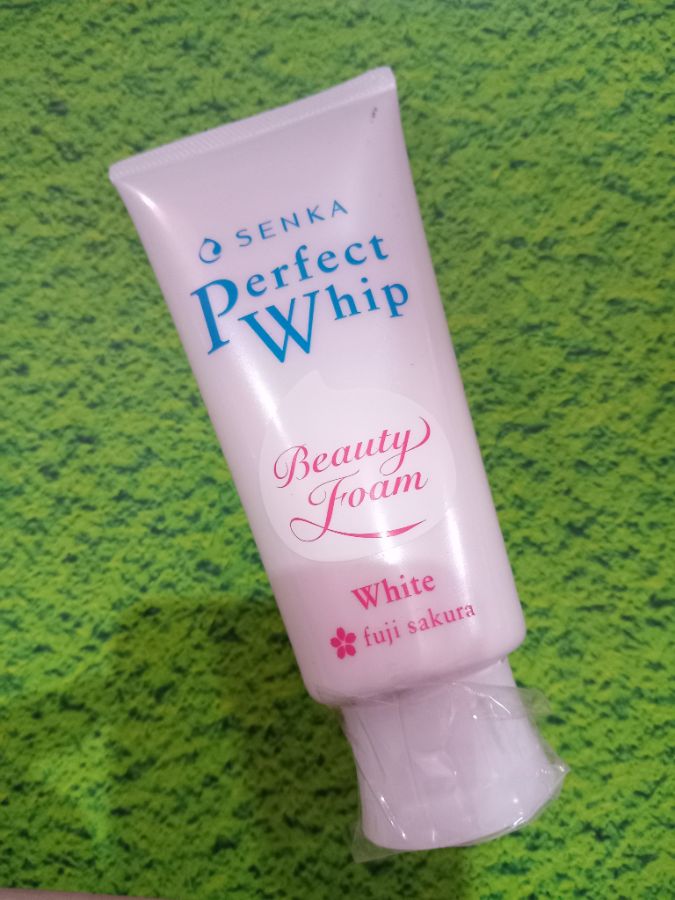 SENKA
Perfect
Whip
Beauty
Foam
White
fuji sakura